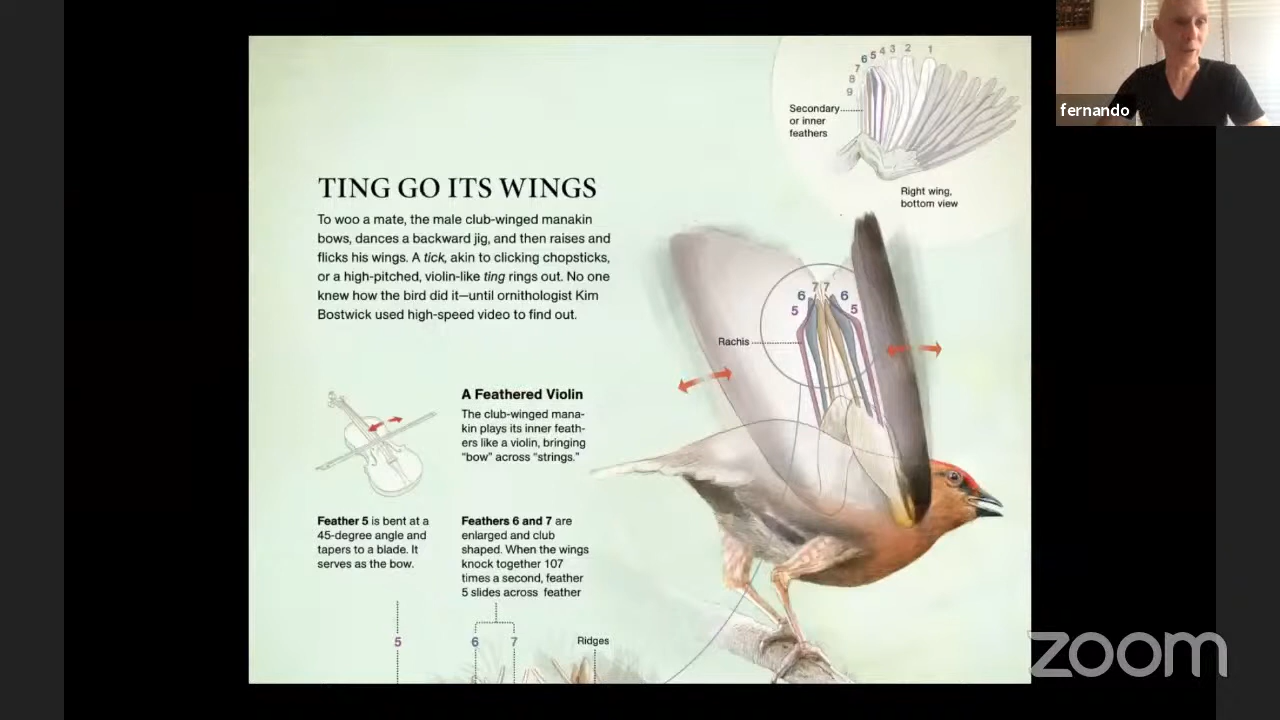 fernando
6 5 4 3 2 1
7
8
9
Secondary
or inner
feathers
Right wing,
bottom view
TING GO ITS WINGS
To woo a mate, the male club-winged manakin
bows, dances a backward jig, and then raises and
flicks his wings. A tick, akin to clicking chopsticks,
or a high-pitched, violin-like ting rings out. No one
knew how the bird did it—until ornithologist Kim
Bostwick used high-speed video to find out.
7 7
6 6
5 5
Rachis
A Feathered Violin
The club-winged mana-
kin plays its inner feath-
ers like a violin, bringing
“bow” across “strings.”
Feather 5 is bent at a
45-degree angle and
tapers to a blade. It
serves as the bow.
Feathers 6 and 7 are
enlarged and club
shaped. When the wings
knock together 107
times a second, feather
5 slides across feather
5 6 7 Ridges
zoom